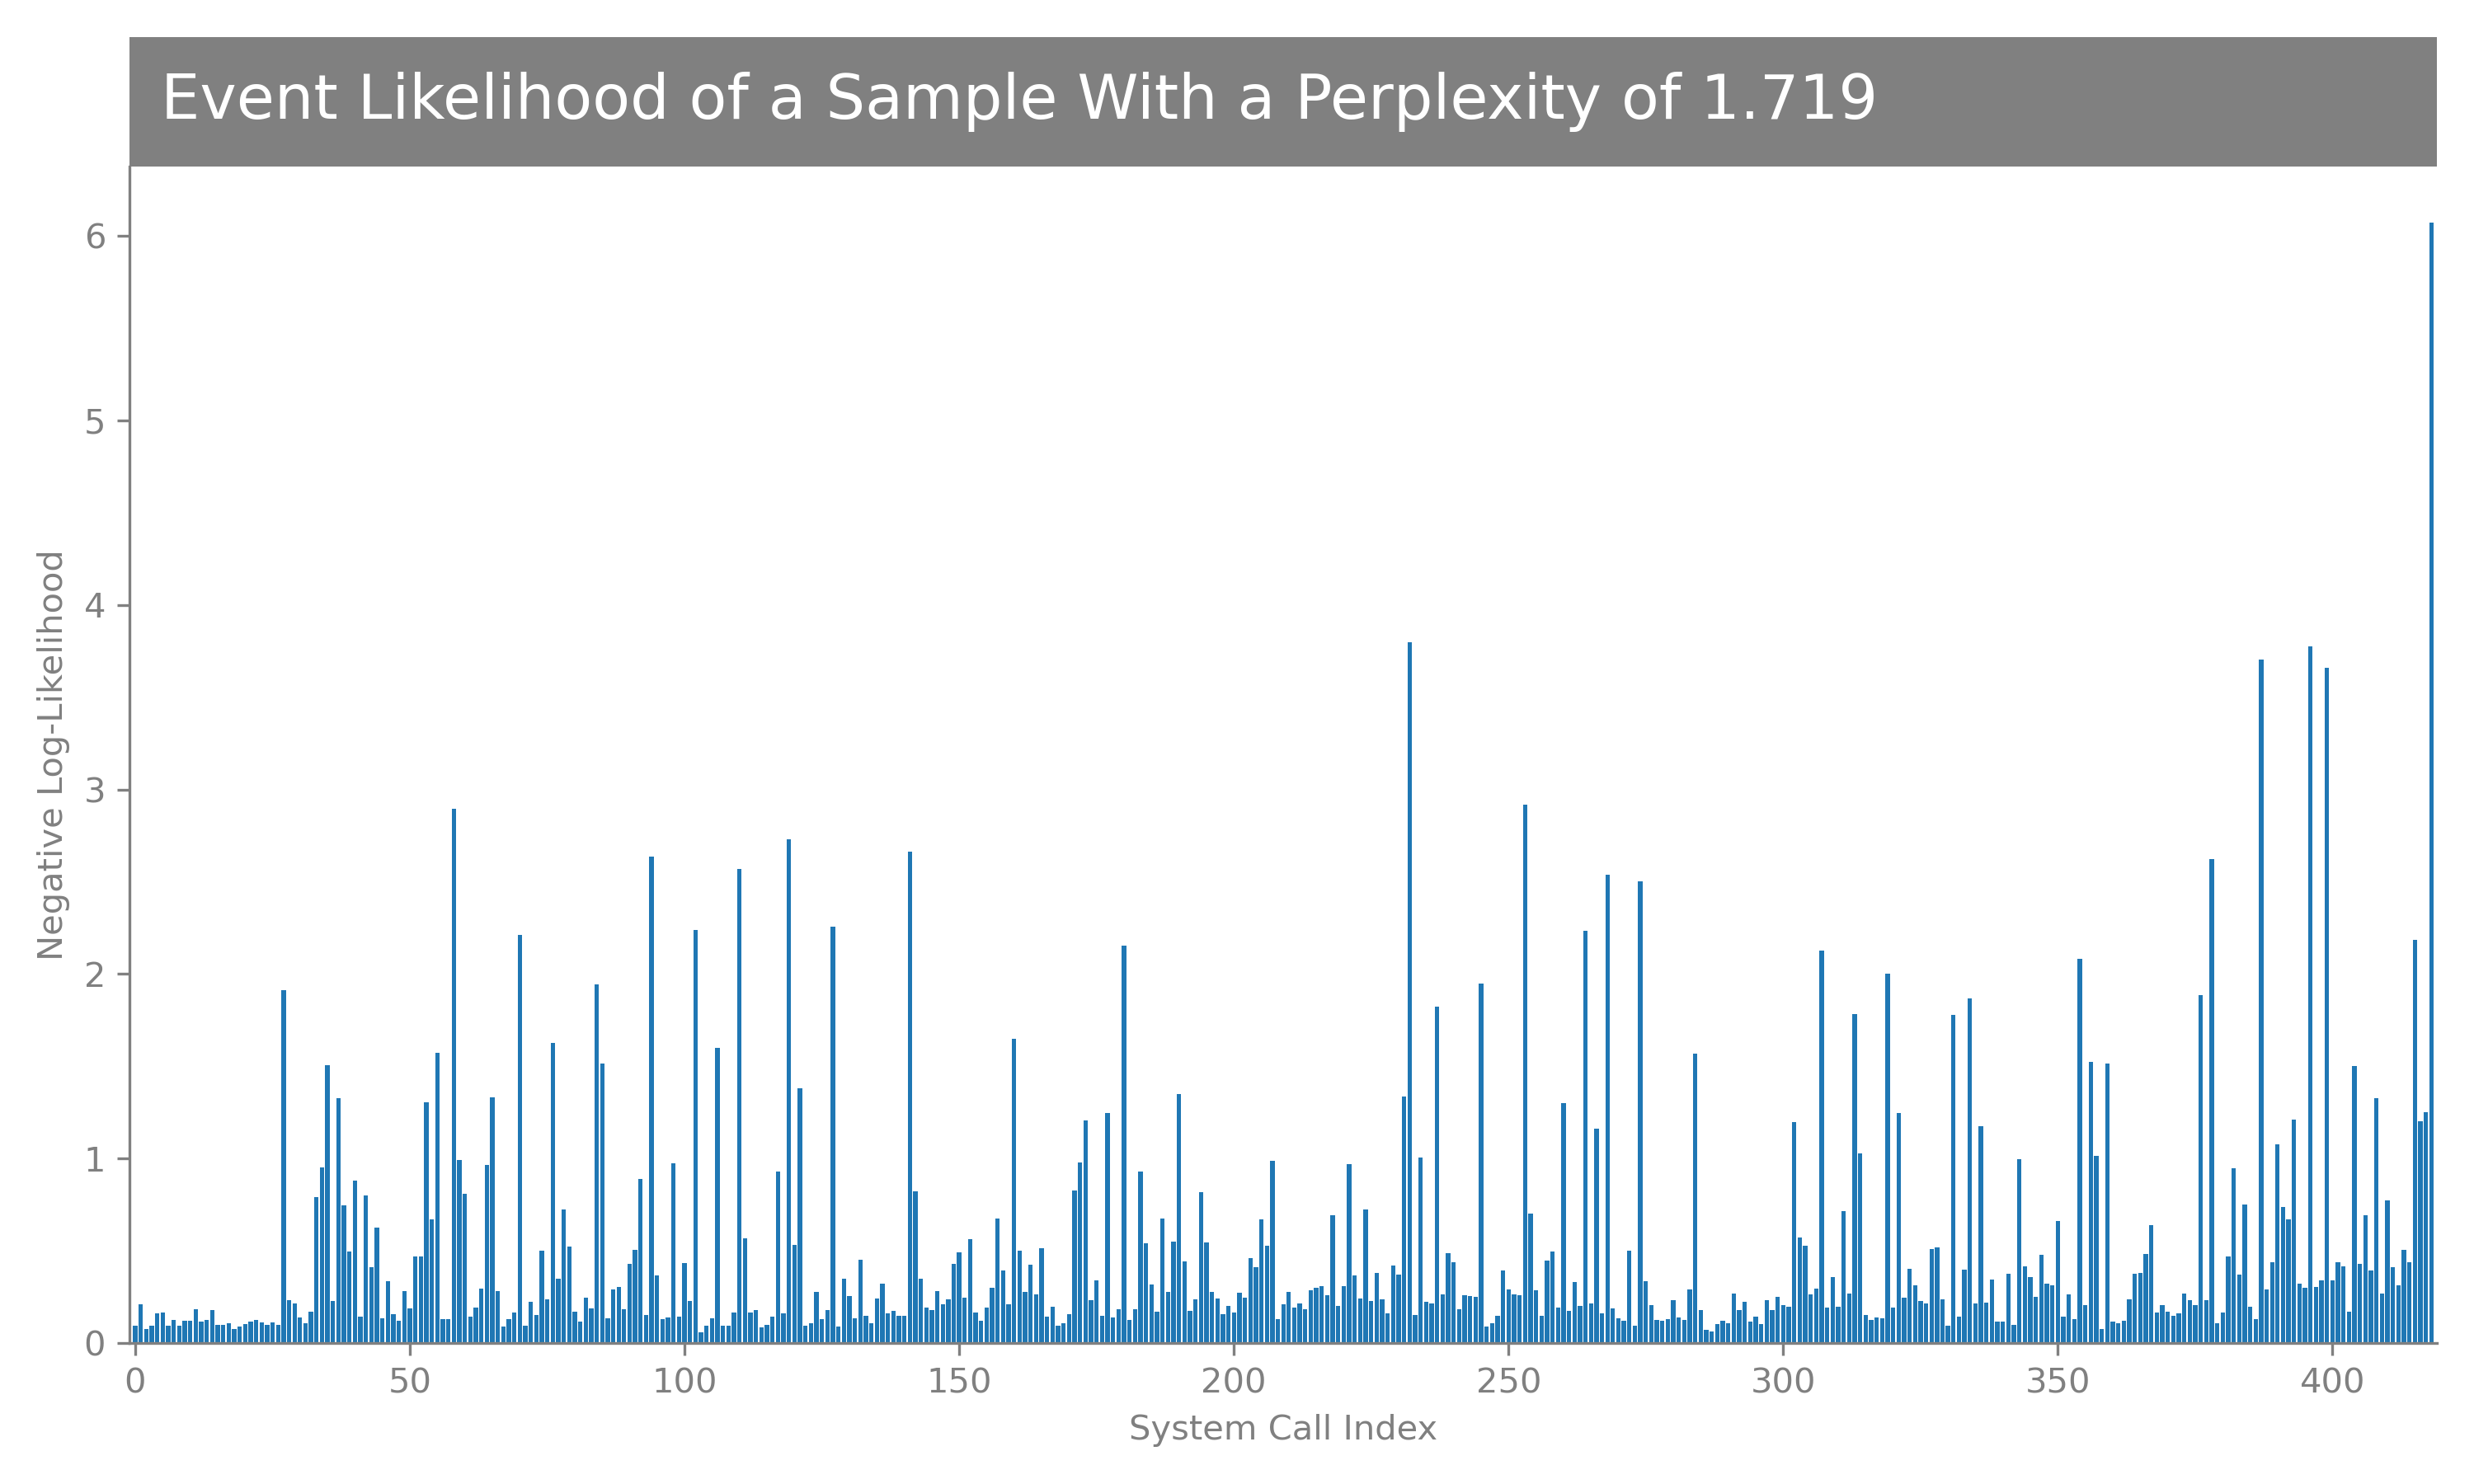 Event Likelihood of a Sample With a Perplexity of 1.719
6
5
4
3
2
1
0
Negative Log-Likelihood
0 50 100 150 200 250 300 350 400
System Call Index